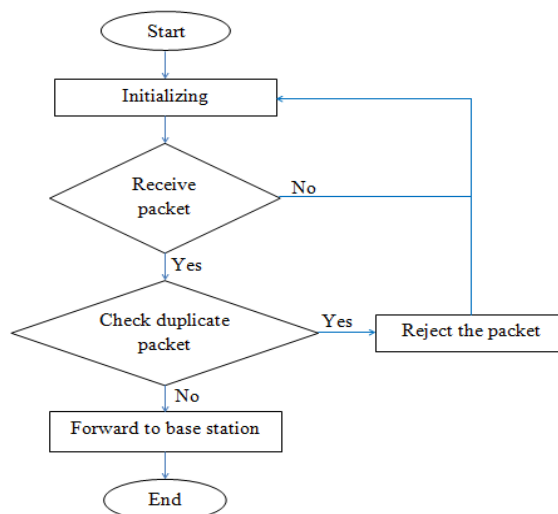 Start
Initializing
Receive
packet
No
Yes
Check duplicate
packet
Yes
Reject the packet
No
Forward to base station
End